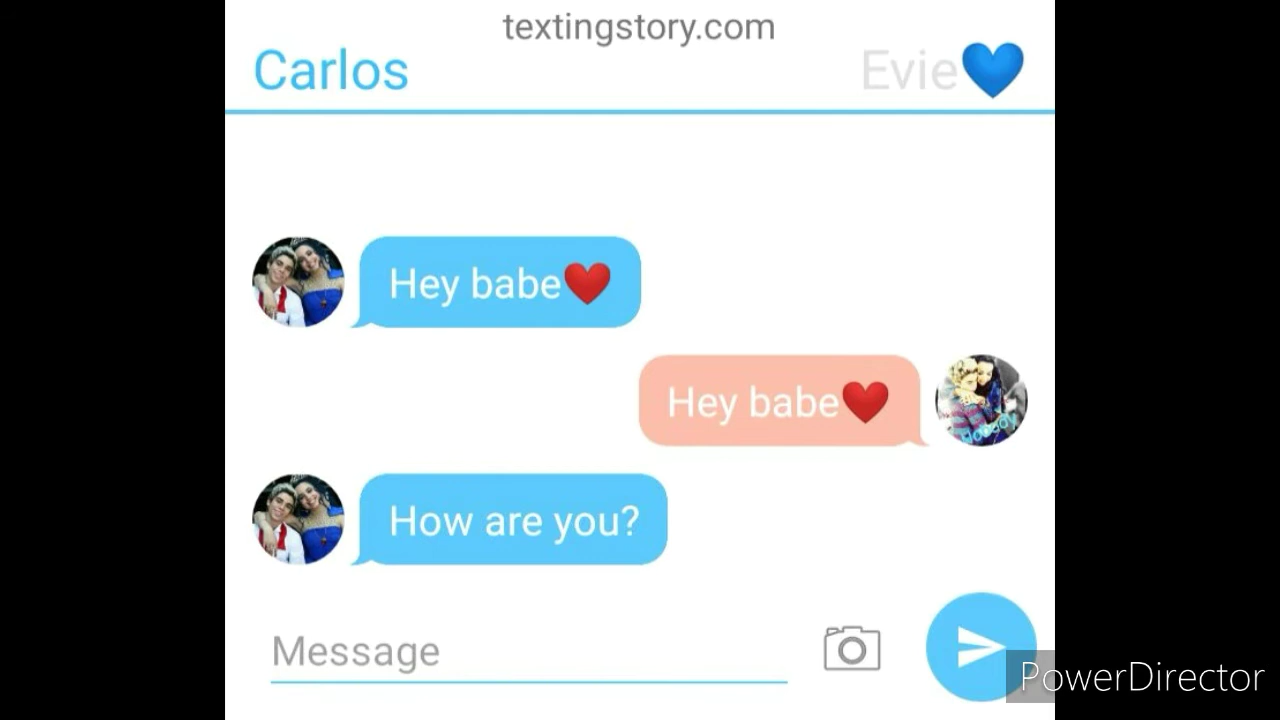 textingstory.com
Carlos
Evie💙
Hey babe❤️
Hey babe❤️
How are you?
Message
PowerDirector